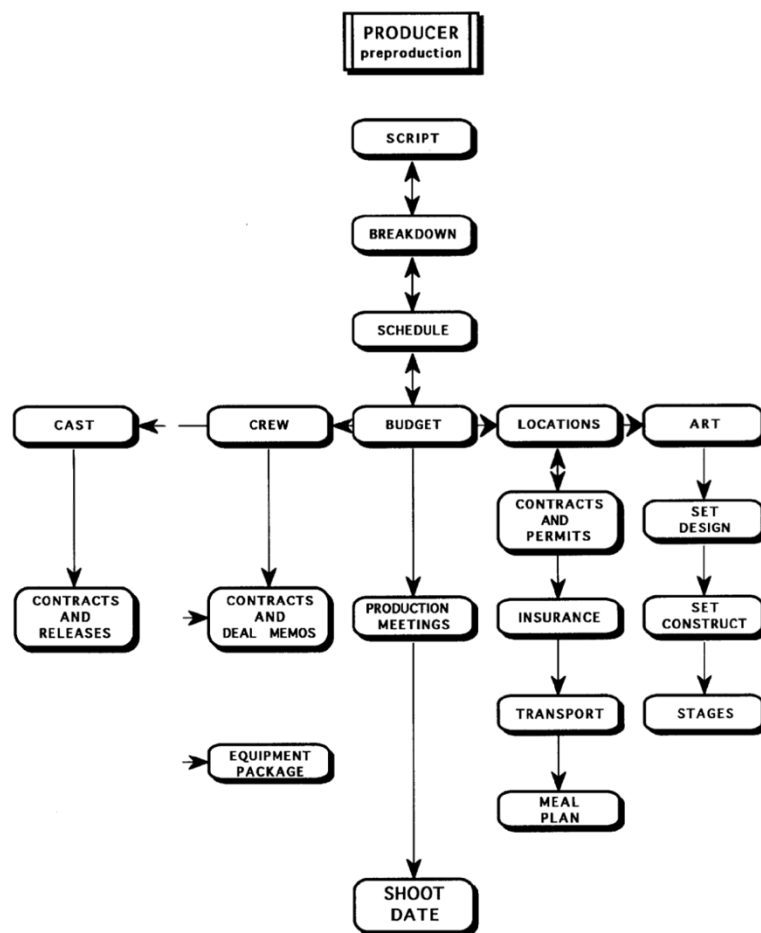 PRODUCER
preproduction
SCRIPT
BREAKDOWN
SCHEDULE
CAST
CREW
BUDGET
LOCATIONS
ART
CONTRACTS
AND
PERMITS
SET
DESIGN
CONTRACTS
AND
RELEASES
CONTRACTS
AND
DEAL MEMOS
PRODUCTION
MEETINGS
INSURANCE
SET
CONSTRUCT
TRANSPORT
STAGES
EQUIPMENT
PACKAGE
MEAL
PLAN
SHOOT
DATE